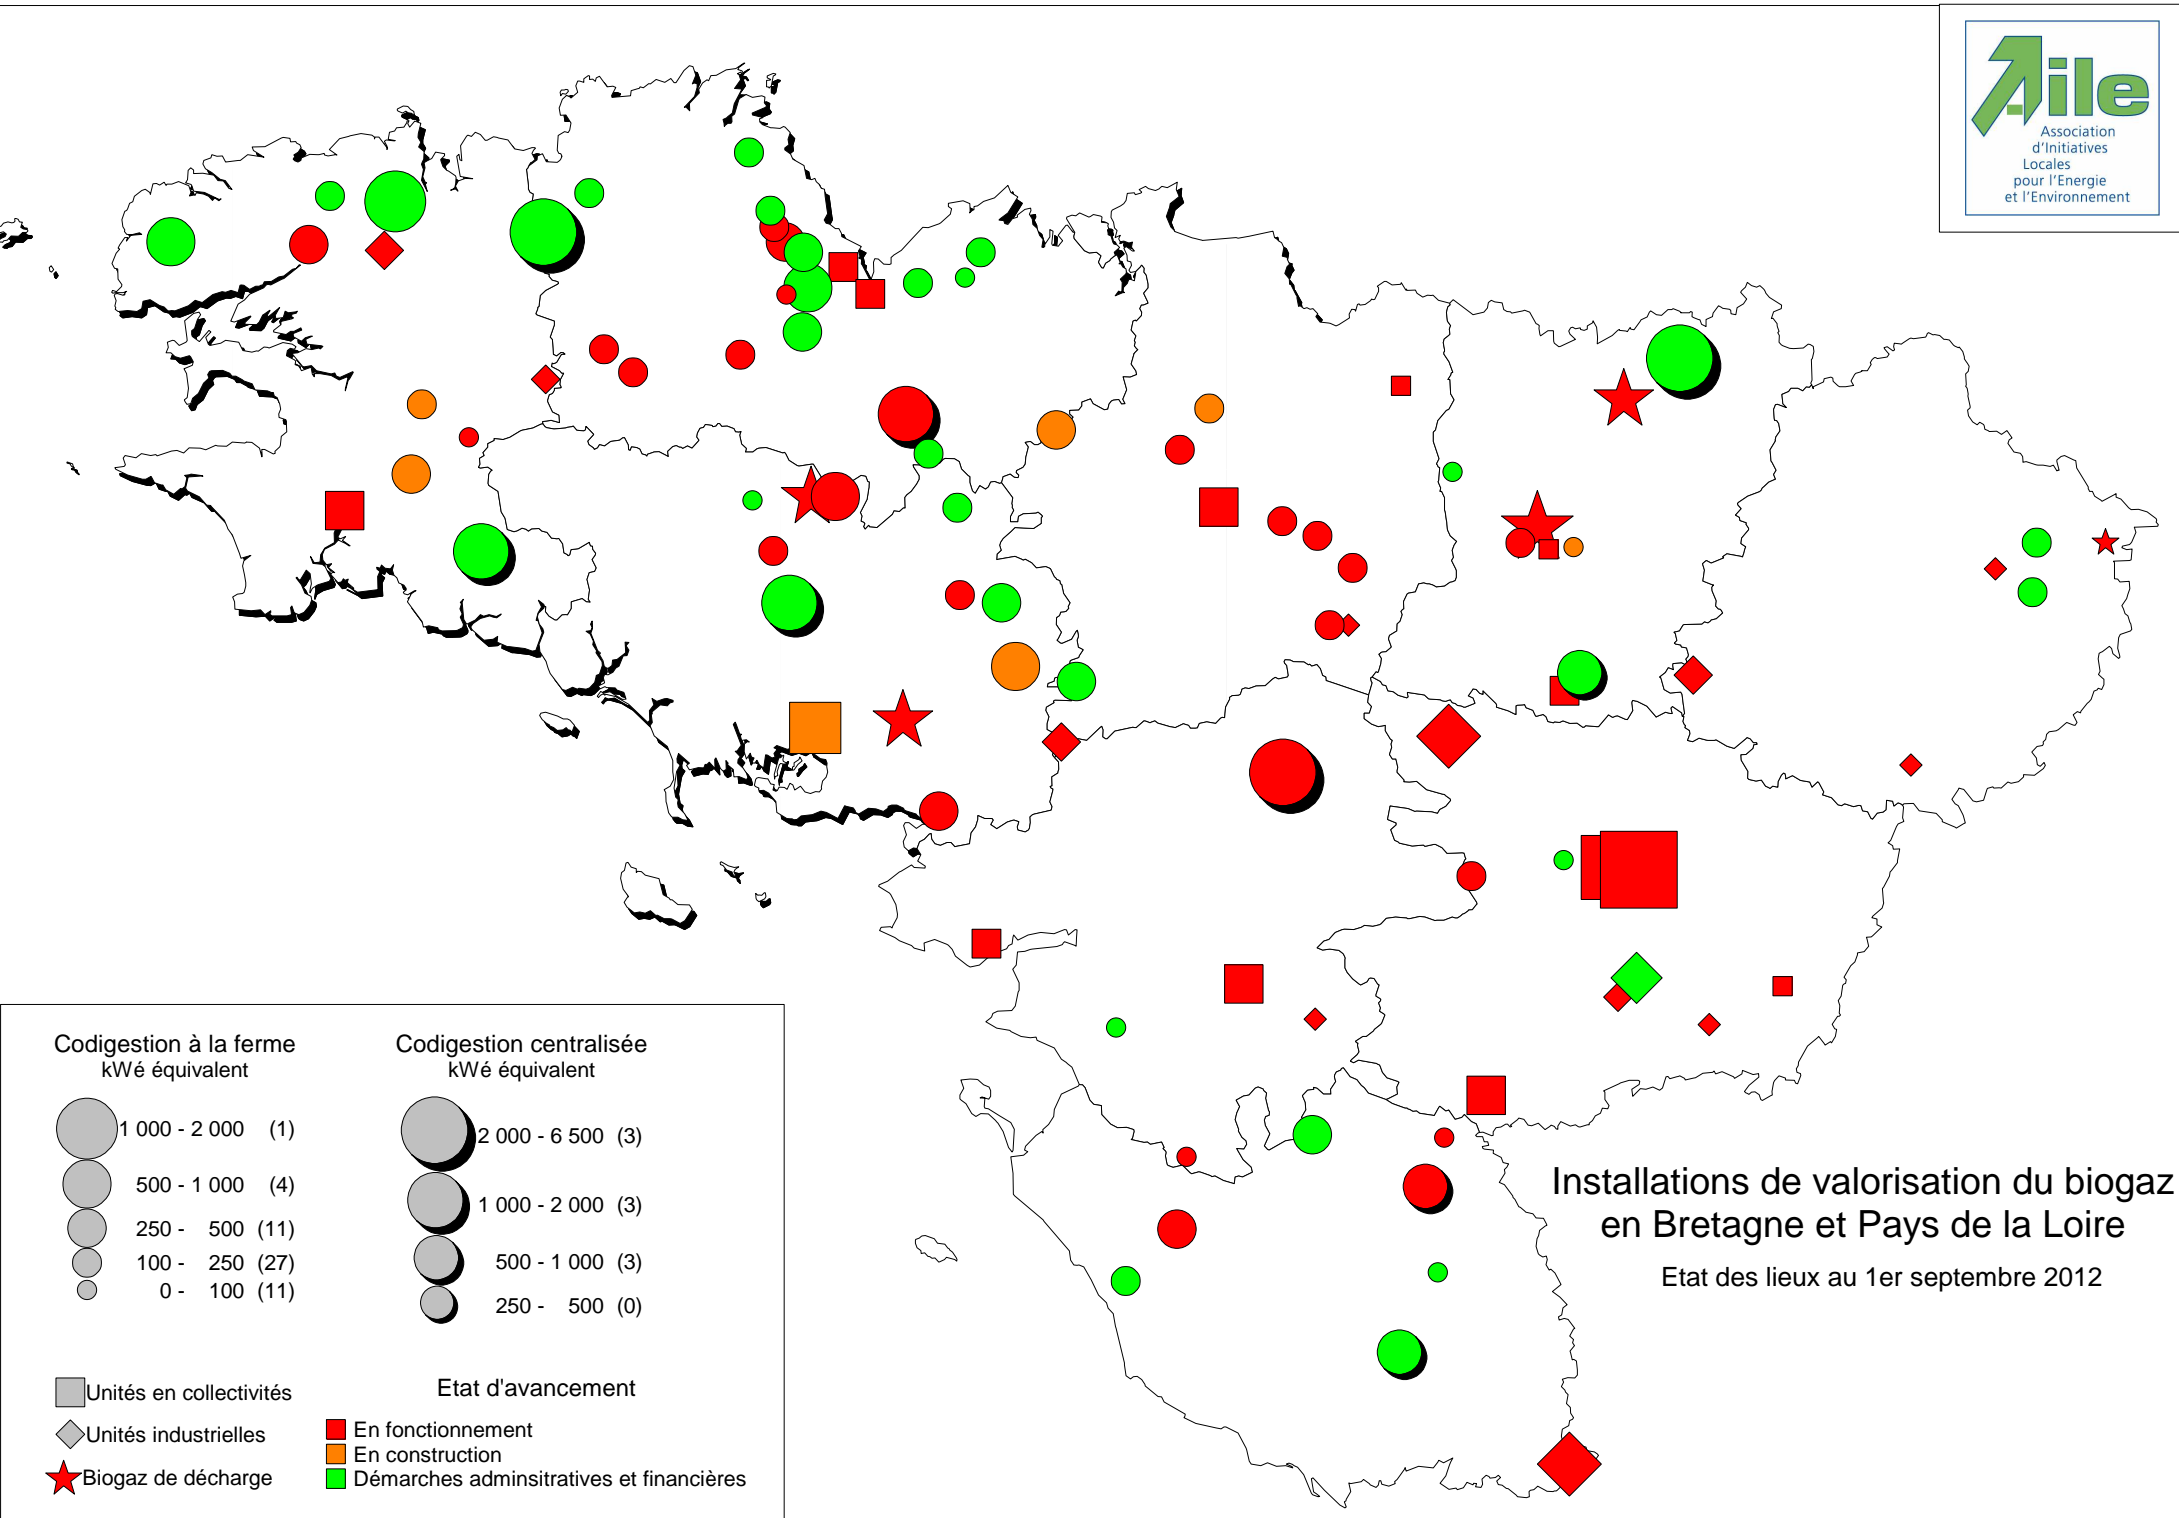 Aile
Association
d'Initiatives
Locales
pour l'Energie
et l'Environnement
Codigestion à la ferme
kWé équivalent
1 000 - 2 000 (1)
500 - 1 000 (4)
250 - 500 (11)
100 - 250 (27)
0 - 100 (11)
Codigestion centralisée
kWé équivalent
2 000 - 6 500 (3)
1 000 - 2 000 (3)
500 - 1 000 (3)
250 - 500 (0)
Unités en collectivités
Unités industrielles
Biogaz de décharge
Etat d'avancement
En fonctionnement
En construction
Démarches adminsitratives et financières
Installations de valorisation du biogaz
en Bretagne et Pays de la Loire
Etat des lieux au 1er septembre 2012